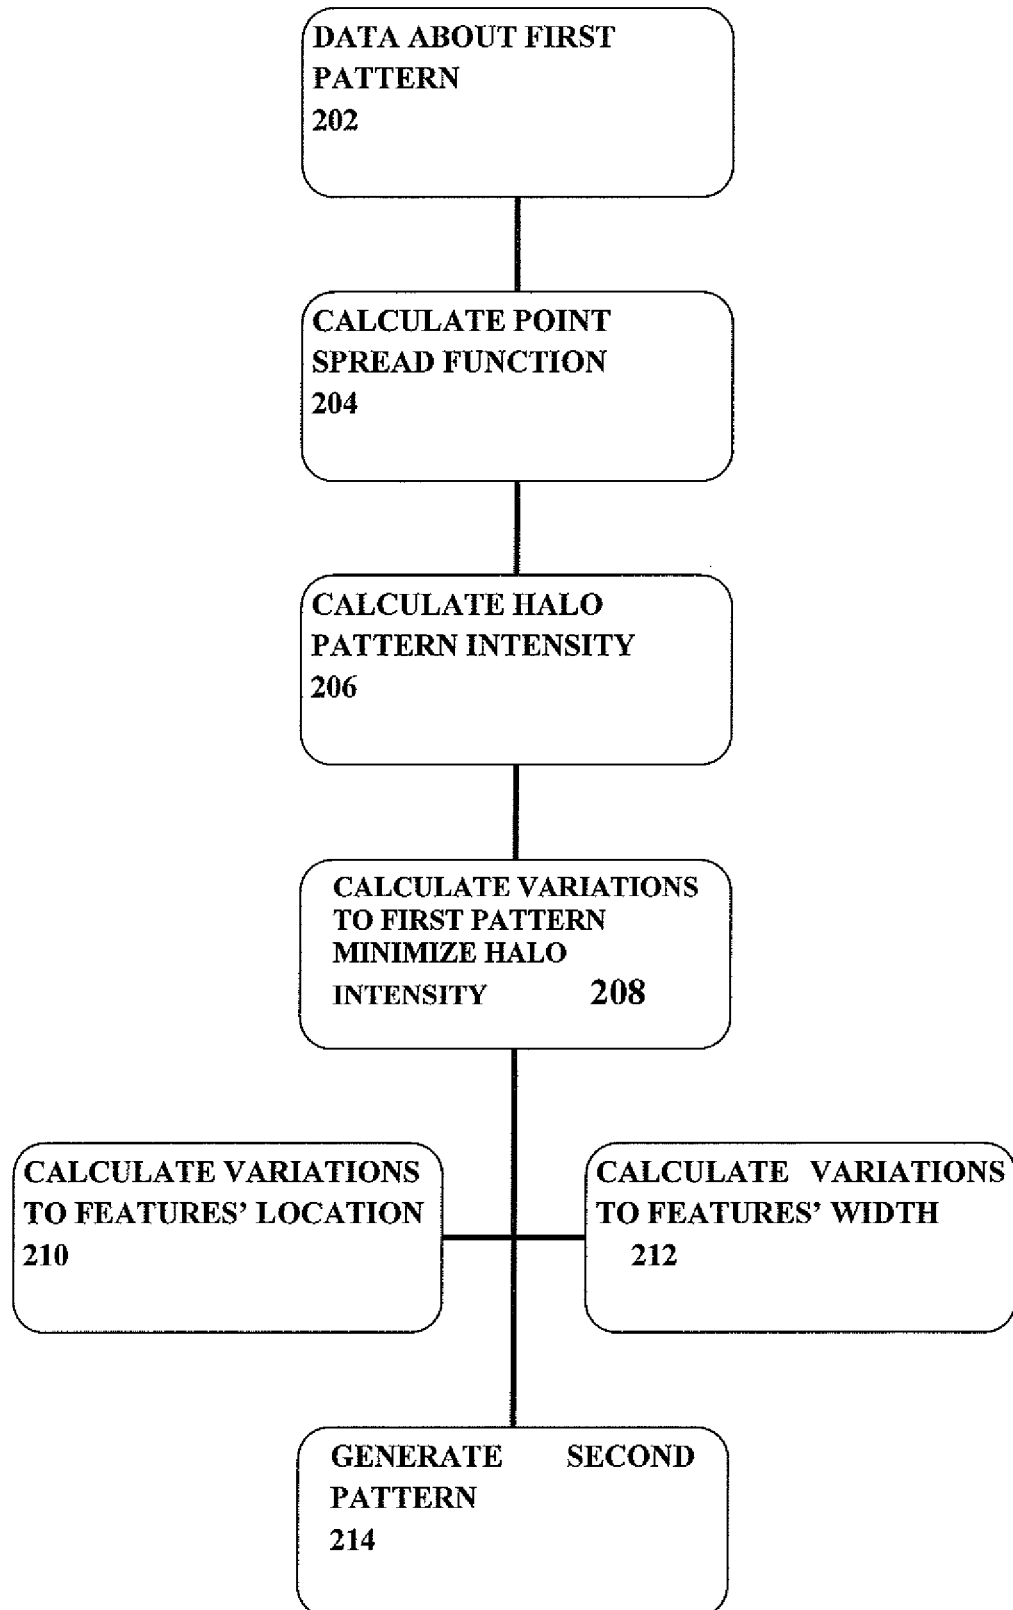 DATA ABOUT FIRST
PATTERN
202
CALCULATE POINT
SPREAD FUNCTION
204
CALCULATE HALO
PATTERN INTENSITY
206
CALCULATE VARIATIONS
TO FIRST PATTERN
MINIMIZE HALO
INTENSITY 208
CALCULATE VARIATIONS
TO FEATURES’ LOCATION
210
CALCULATE VARIATIONS
TO FEATURES’ WIDTH
212
GENERATE SECOND
PATTERN
214